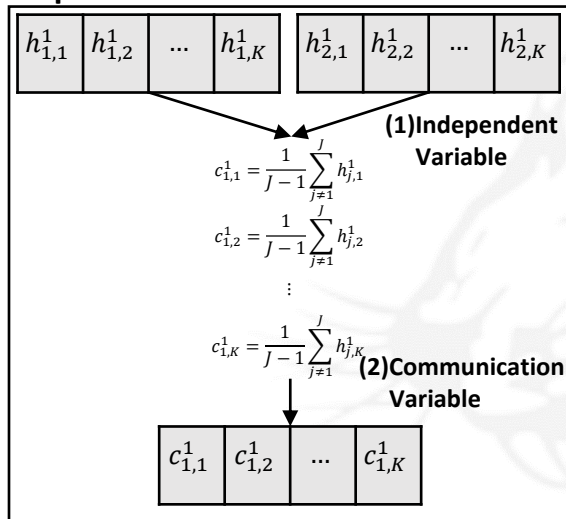 h^1_{1,1} h^1_{1,2} ... h^1_{1,K} h^1_{2,1} h^1_{2,2} ... h^1_{2,K}
(1)Independent
Variable
c^1_{1,1} = \frac{1}{J-1} \sum_{j≠1}^{J} h^1_{j,1}
c^1_{1,2} = \frac{1}{J-1} \sum_{j≠1}^{J} h^1_{j,2}
⋮
c^1_{1,K} = \frac{1}{J-1} \sum_{j≠1}^{J} h^1_{j,K}
(2)Communication
Variable
c^1_{1,1} c^1_{1,2} ... c^1_{1,K}